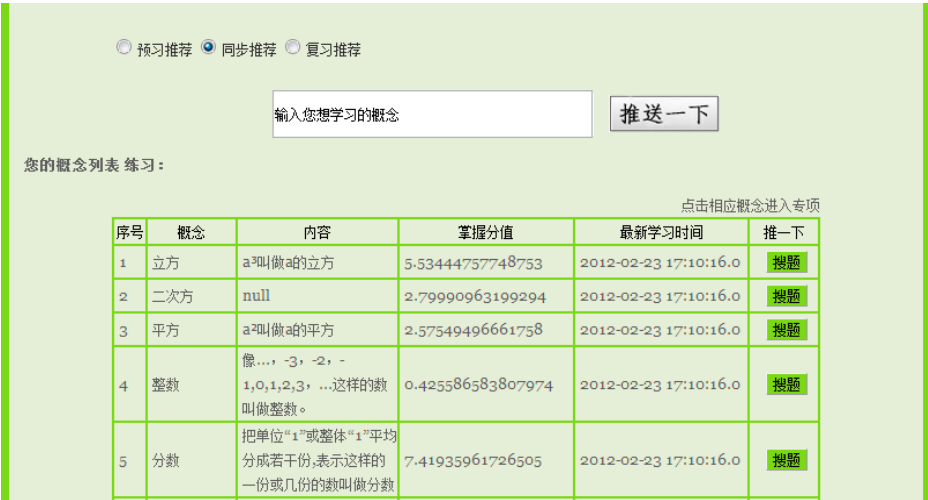 预习推荐 同步推荐 复习推荐
输入您想学习的概念 推送一下
您的概念列表 练习:
点击相应概念进入专项
序号 概念 内容 掌握分值 最新学习时间 推一下
1 立方 a³叫做a的立方 5.53444757748753 2012-02-23 17:10:16.0 搜题
2 二次方 null 2.79990963199294 2012-02-23 17:10:16.0 搜题
3 平方 a²叫做a的平方 2.57549496661758 2012-02-23 17:10:16.0 搜题
像…，-3，-2，-
4 整数 1,0,1,2,3，…这样的数 0.425586583807974 2012-02-23 17:10:16.0 搜题
叫做整数。
把单位“1”或整体“1”平均
5 分数 分成若干份,表示这样的 7.41935961726505 2012-02-23 17:10:16.0 搜题
一份或几份的数叫做分数